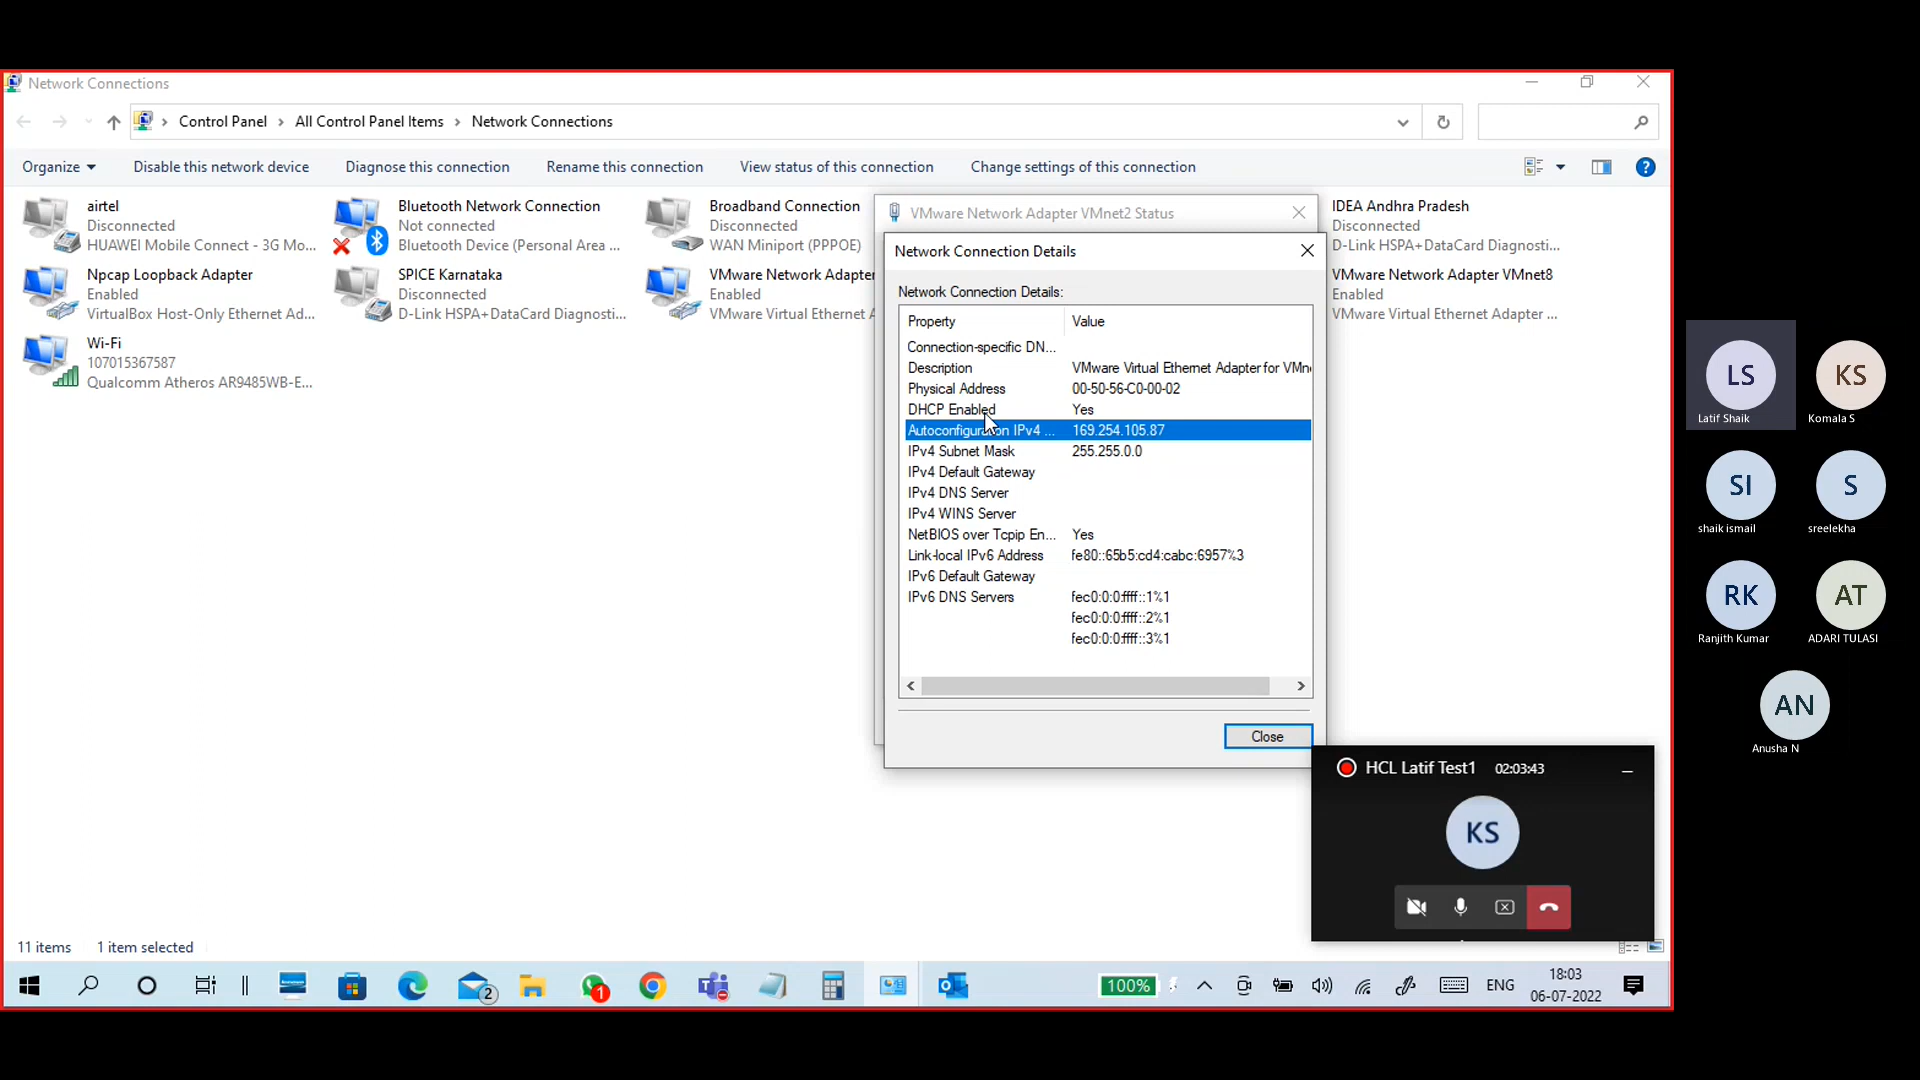 Network Connections
Control Panel > All Control Panel Items > Network Connections
Organize Disable this network device Diagnose this connection Rename this connection View status of this connection Change settings of this connection
airtel
Disconnected
HUAWEI Mobile Connect - 3G Mo...
Bluetooth Network Connection
Not connected
Bluetooth Device (Personal Area ...
Broadband Connection
Disconnected
WAN Miniport (PPPOE)
IDEA Andhra Pradesh
Disconnected
D-Link HSPA+DataCard Diagnosti...
Npcap Loopback Adapter
Enabled
VirtualBox Host-Only Ethernet Ad...
SPICE Karnataka
Disconnected
D-Link HSPA+DataCard Diagnosti...
VMware Network Adapter
Enabled
VMware Virtual Ethernet A
VMware Network Adapter VMnet8
Enabled
VMware Virtual Ethernet Adapter ...
Wi-Fi
107015367587
Qualcomm Atheros AR9485WB-E...
VMware Network Adapter VMnet2 Status
Network Connection Details
Network Connection Details:
Property Value
Connection-specific DN...
Description VMware Virtual Ethernet Adapter for VMn
Physical Address 00-50-56-C0-00-02
DHCP Enabled Yes
Autoconfiguration IPv4 ... 169.254.105.87
IPv4 Subnet Mask 255.255.0.0
IPv4 Default Gateway
IPv4 DNS Server
IPv4 WINS Server
NetBIOS over Tcpip En... Yes
Link-local IPv6 Address fe80::65b5:cd4:cabc:6957%3
IPv6 Default Gateway
IPv6 DNS Servers fec0:0:0:ffff::1%1
fec0:0:0:ffff::2%1
fec0:0:0:ffff::3%1
Close
HCL Latif Test1 02:03:43
KS
11 items 1 item selected
2
1
100%
ENG
18:03
06-07-2022
LS
Latif Shaik
KS
Komala S
SI
shaik ismail
S
sreelekha
RK
Ranjith Kumar
AT
ADARI TULASI
AN
Anusha N